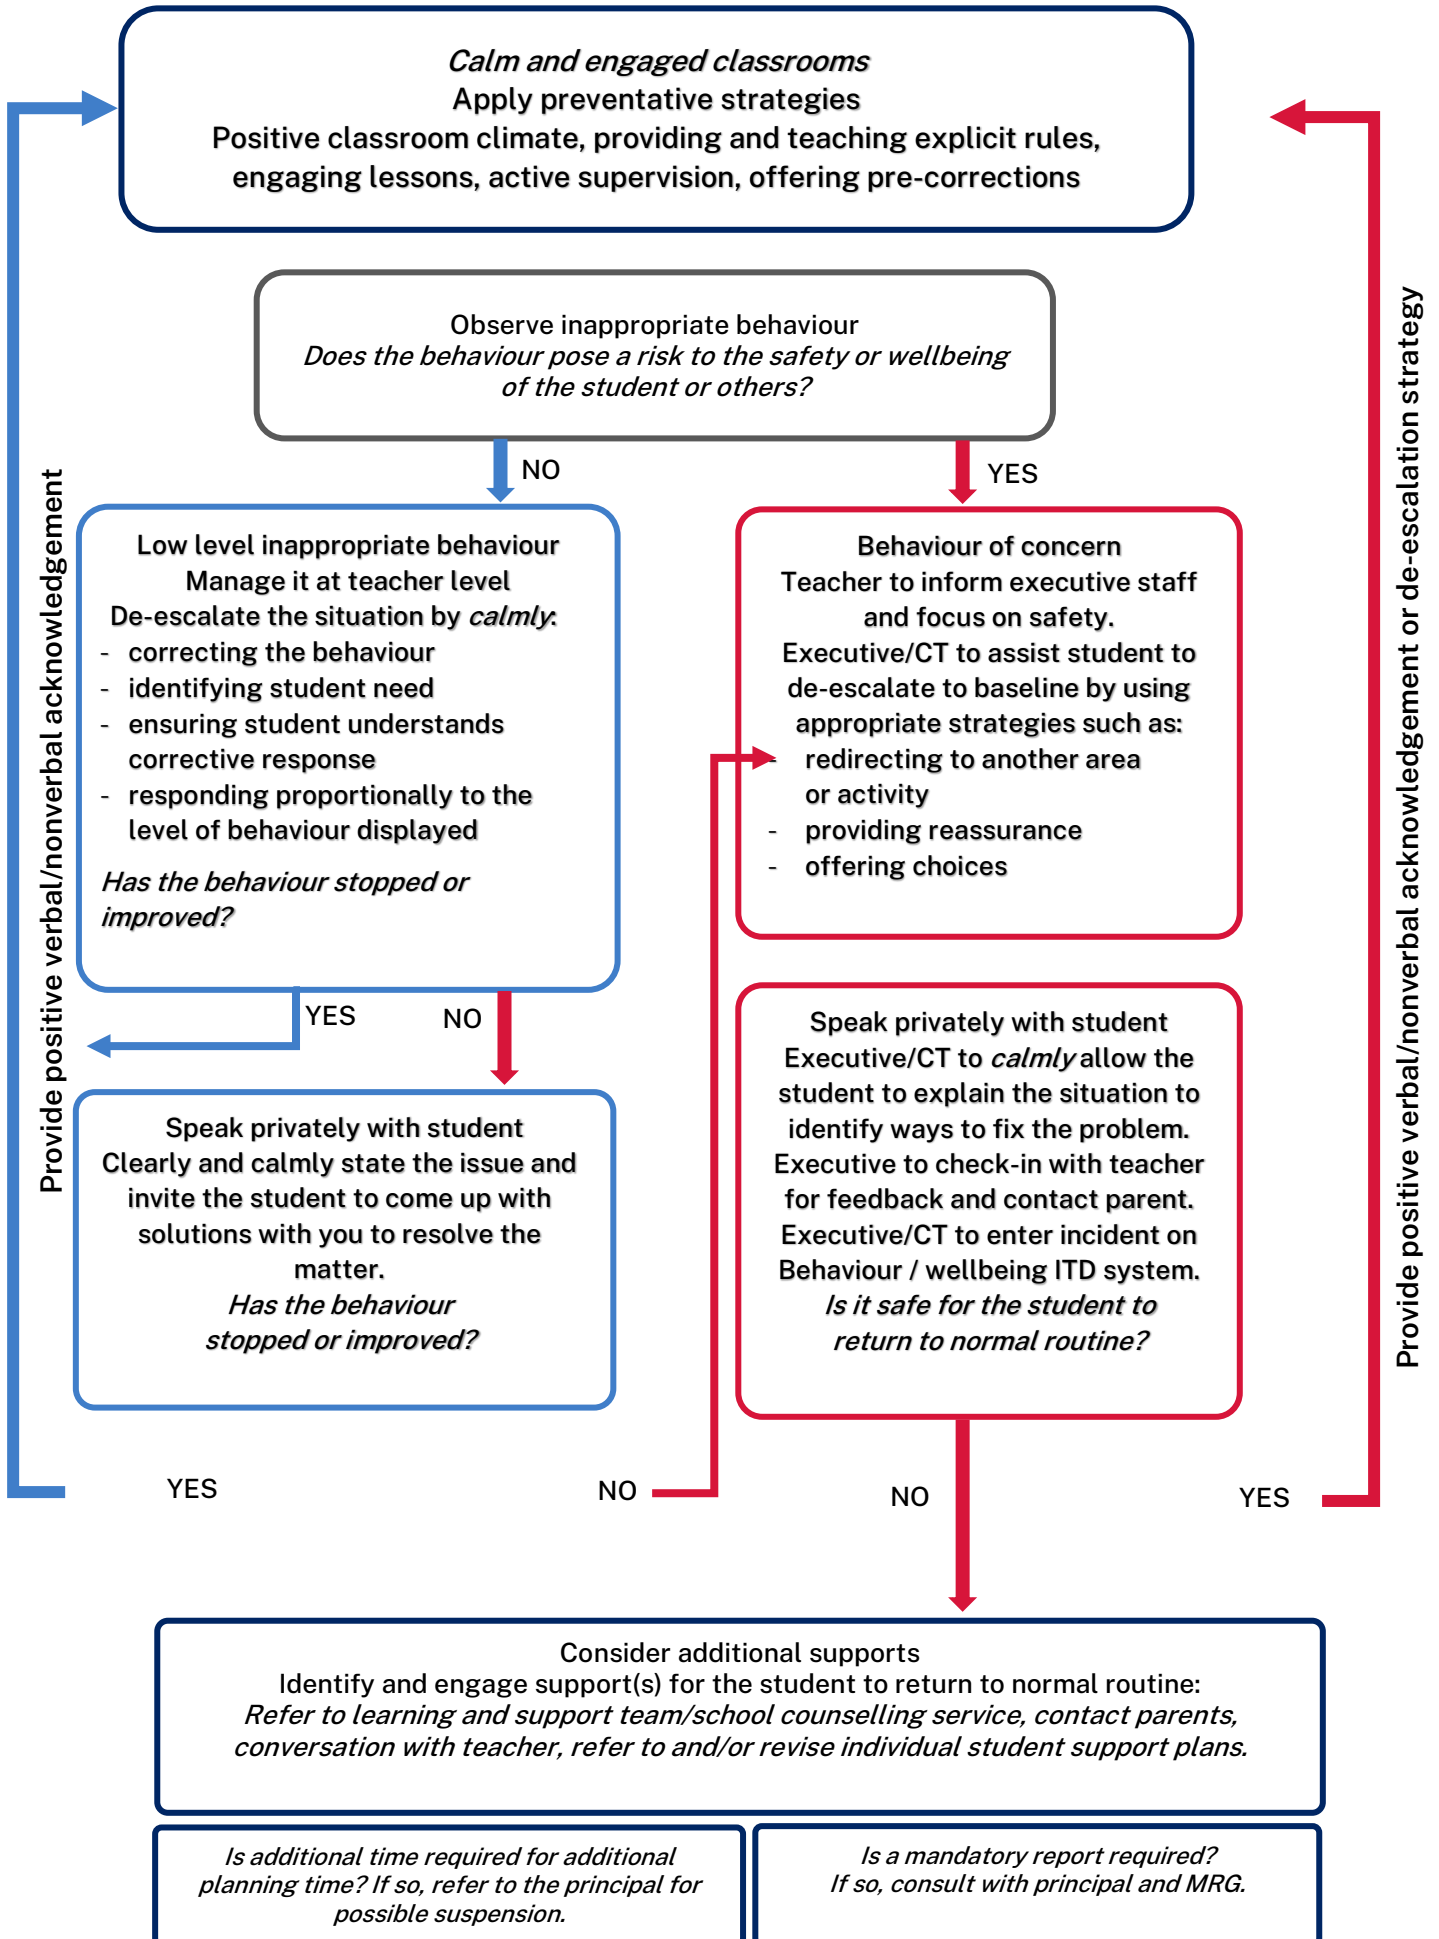 Calm and engaged classrooms
Apply preventative strategies
Positive classroom climate, providing and teaching explicit rules,
engaging lessons, active supervision, offering pre-corrections
Observe inappropriate behaviour
Does the behaviour pose a risk to the safety or wellbeing
of the student or others?
NO
YES
Low level inappropriate behaviour
Manage it at teacher level
De-escalate the situation by calmly:
- correcting the behaviour
- identifying student need
- ensuring student understands
corrective response
- responding proportionally to the
level of behaviour displayed
Has the behaviour stopped or
improved?
Behaviour of concern
Teacher to inform executive staff
and focus on safety.
Executive/CT to assist student to
de-escalate to baseline by using
appropriate strategies such as:
- redirecting to another area
or activity
- providing reassurance
- offering choices
YES
NO
Speak privately with student
Clearly and calmly state the issue and
invite the student to come up with
solutions with you to resolve the
matter.
Has the behaviour
stopped or improved?
Speak privately with student
Executive/CT to calmly allow the
student to explain the situation to
identify ways to fix the problem.
Executive to check-in with teacher
for feedback and contact parent.
Executive/CT to enter incident on
Behaviour / wellbeing ITD system.
Is it safe for the student to
return to normal routine?
YES
NO
NO
YES
Provide positive verbal/nonverbal acknowledgement
Provide positive verbal/nonverbal acknowledgement or de-escalation strategy
Consider additional supports
Identify and engage support(s) for the student to return to normal routine:
Refer to learning and support team/school counselling service, contact parents,
conversation with teacher, refer to and/or revise individual student support plans.
Is additional time required for additional
planning time? If so, refer to the principal for
possible suspension.
Is a mandatory report required?
If so, consult with principal and MRG.